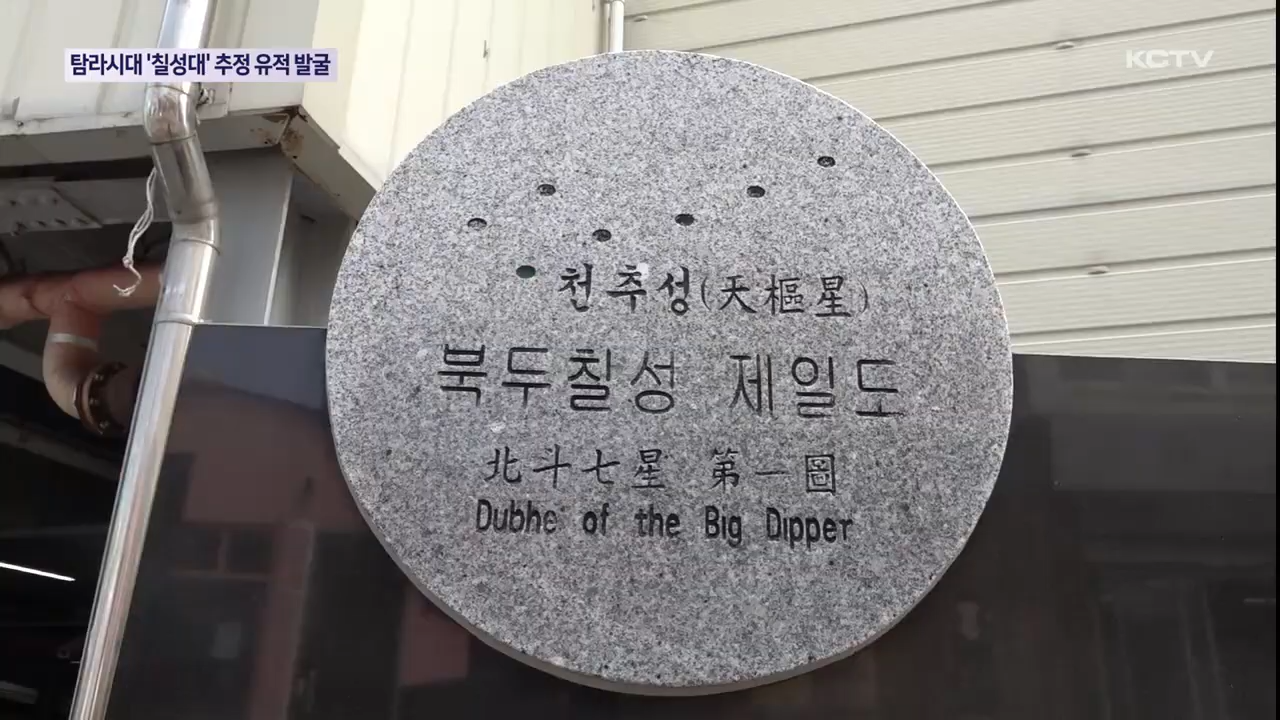 탐라시대 '칠성대' 추정 유적 발굴
KCTV
천추성(天樞星)
북두칠성 제일도
北斗七星 第一圖
Dubhe of the Big Dipper